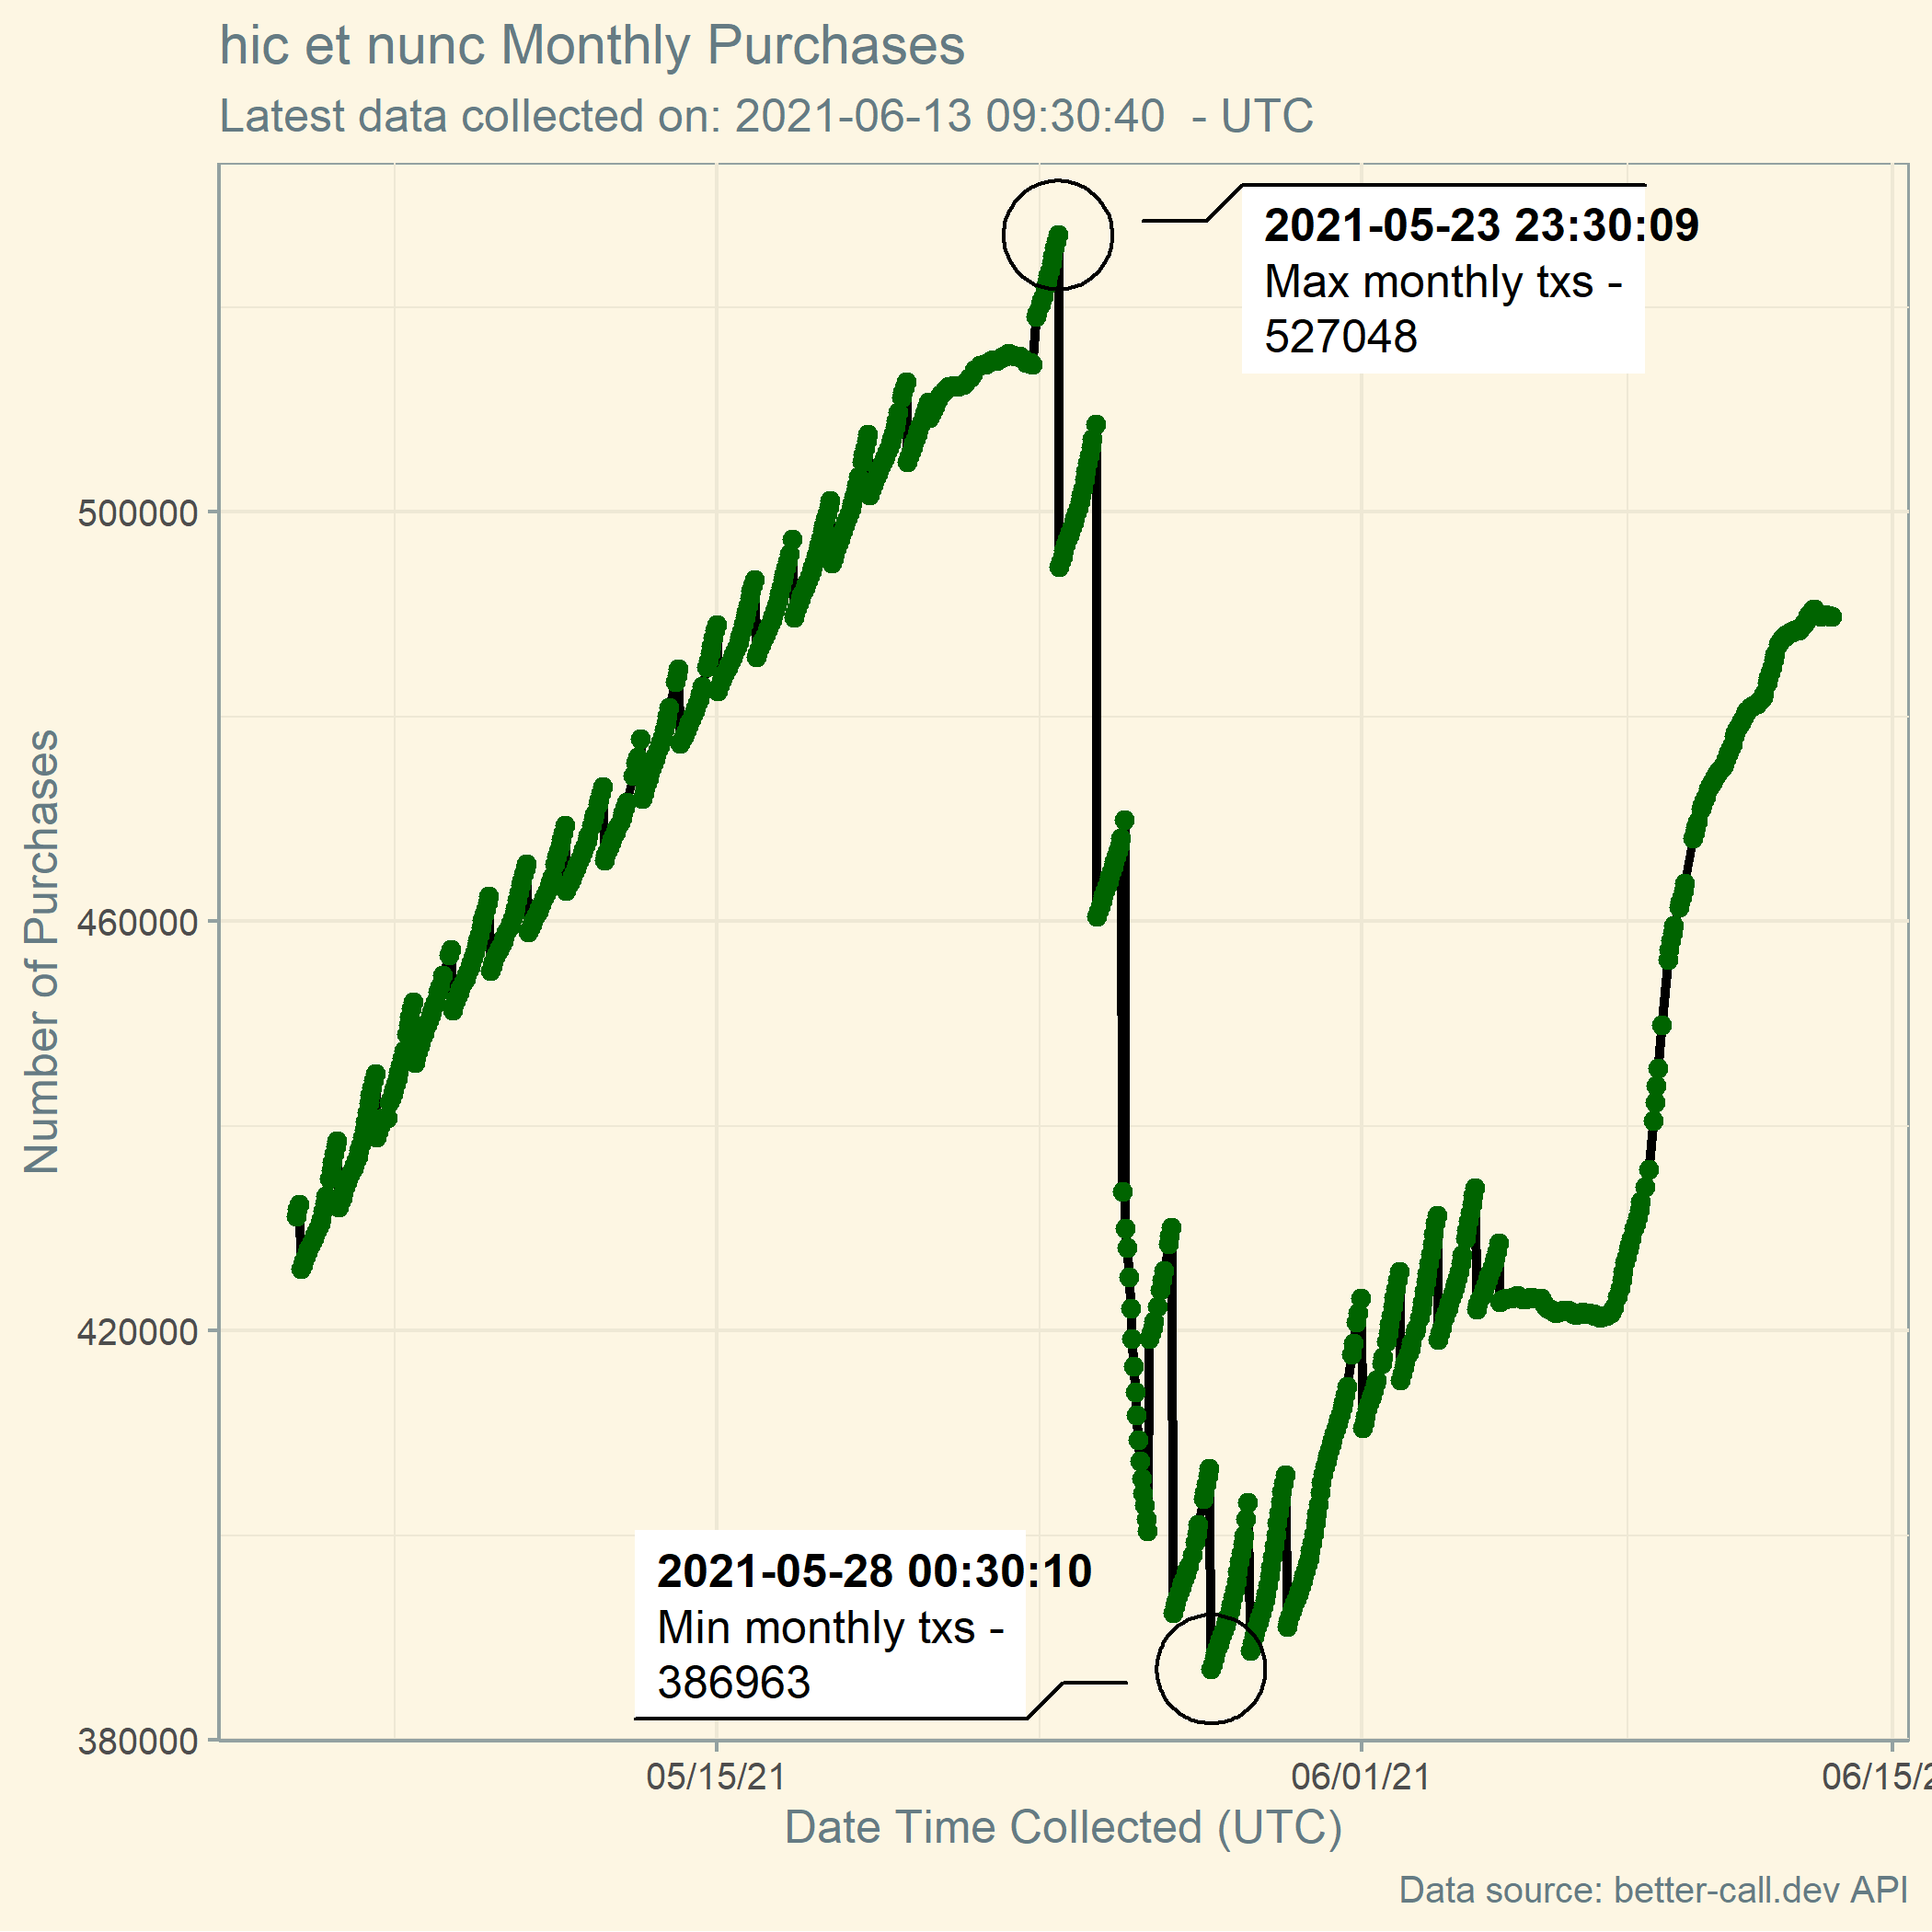 hic et nunc Monthly Purchases
Latest data collected on: 2021-06-13 09:30:40  - UTC
2021-05-23 23:30:09
Max monthly txs -
527048
500000
460000
420000
380000
Number of Purchases
2021-05-28 00:30:10
Min monthly txs -
386963
05/15/21
06/01/21
06/15/2
Date Time Collected (UTC)
Data source: better-call.dev API